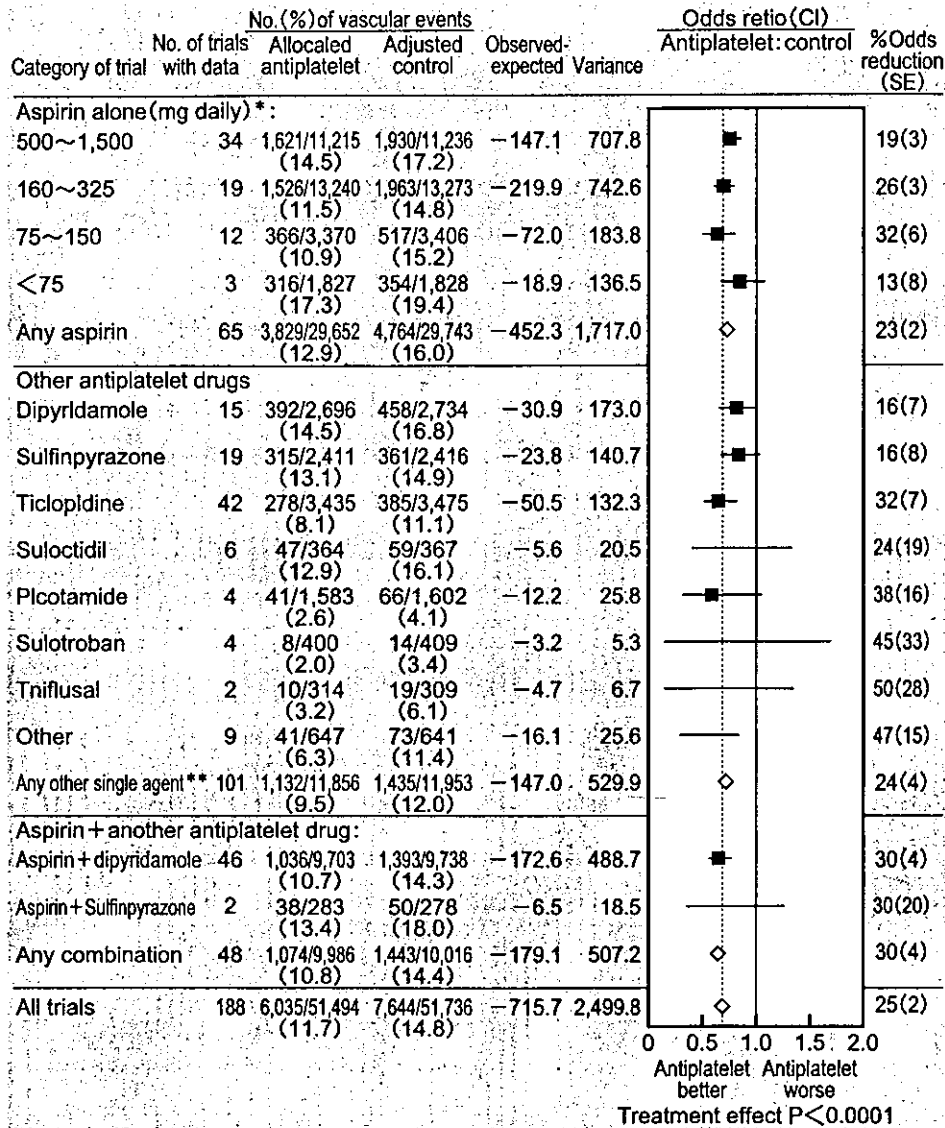 No. (%) of vascular events Odds retio (CI)
No. of trials Allocaled Adjusted Observed- Antiplatelet : control %Odds
Category of trial with data antiplatelet control expected Variance reduction
(SE)
Aspirin alone (mg daily) * :
500~1,500 34 1,621/11,215 1,930/11,236 −147.1 707.8 19(3)
(14.5) (17.2)
160~325 19 1,526/13,240 1,963/13,273 −219.9 742.6 26(3)
(11.5) (14.8)
75~150 12 366/3,370 517/3,406 −72.0 183.8 32(6)
(10.9) (15.2)
<75 3 316/1,827 354/1,828 −18.9 136.5 13(8)
(17.3) (19.4)
Any aspirin 65 3,829/29,652 4,764/29,743 −452.3 1,717.0 23(2)
(12.9) (16.0)
Other antiplatelet drugs
Dipyrldamole 15 392/2,696 458/2,734 −30.9 173.0 16(7)
(14.5) (16.8)
Sulfinpyrazone 19 315/2,411 361/2,416 −23.8 140.7 16(8)
(13.1) (14.9)
Ticlopidine 42 278/3,435 385/3,475 −50.5 132.3 32(7)
(8.1) (11.1)
Suloctidil 6 47/364 59/367 −5.6 20.5 24(19)
(12.9) (16.1)
Plcotamide 4 41/1,583 66/1,602 −12.2 25.8 38(16)
(2.6) (4.1)
Sulotroban 4 8/400 14/409 −3.2 5.3 45(33)
(2.0) (3.4)
Tniflusal 2 10/314 19/309 −4.7 6.7 50(28)
(3.2) (6.1)
Other 9 41/647 73/641 −16.1 25.6 47(15)
(6.3) (11.4)
Any other single agent ** 101 1,132/11,856 1,435/11,953 −147.0 529.9 24(4)
(9.5) (12.0)
Aspirin + another antiplatelet drug:
Aspirin + dipyridamole 46 1,036/9,703 1,393/9,738 −172.6 488.7 30(4)
(10.7) (14.3)
Aspirin + Sulfinpyrazone 2 38/283 50/278 −6.5 18.5 30(20)
(13.4) (18.0)
Any combination 48 1,074/9,986 1,443/10,016 −179.1 507.2 30(4)
(10.8) (14.4)
All trials 188 6,035/51,494 7,644/51,736 −715.7 2,499.8 25(2)
(11.7) (14.8)
0 0.5 1.0 1.5 2.0
Antiplatelet Antiplatelet
better worse
Treatment effect P<0.0001